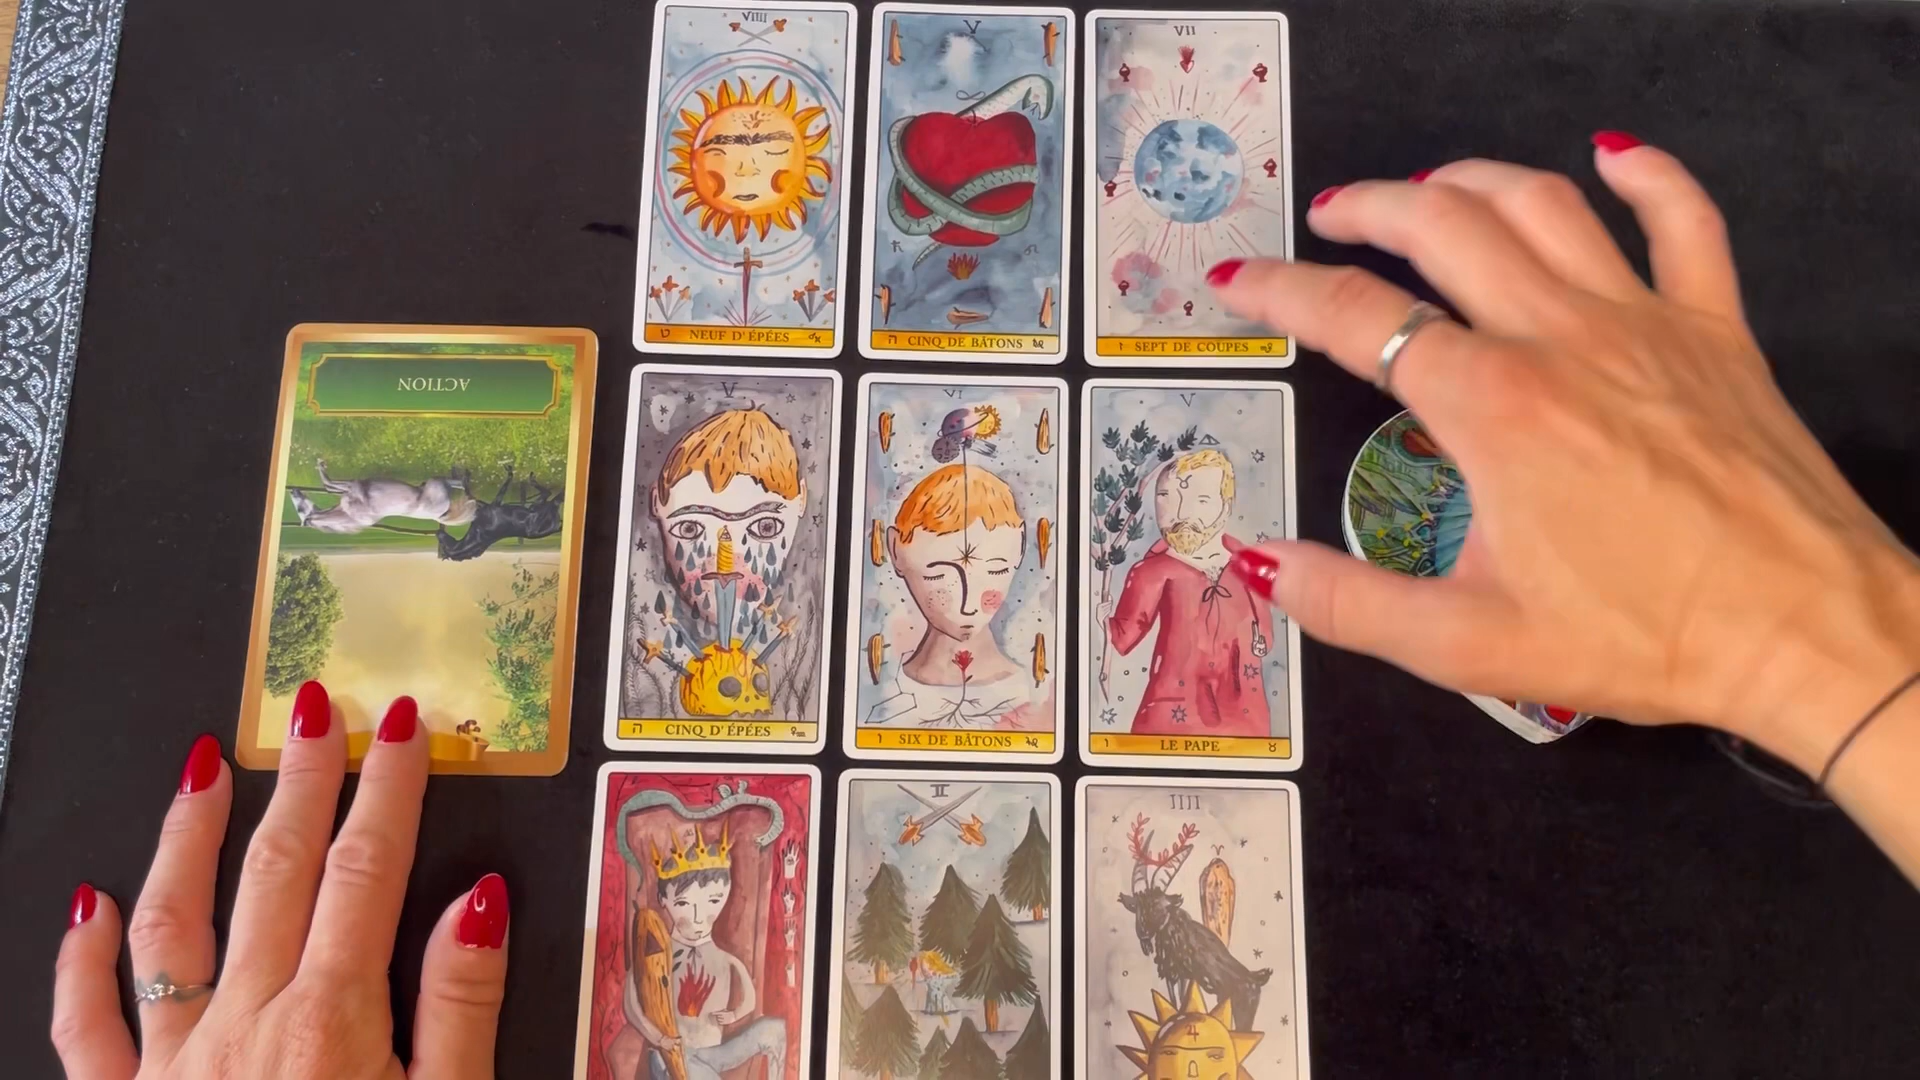 VIIII
V
VII
NEUF D'ÉPÉES
CINQ DE BÂTONS
SEPT DE COUPES
ACTION
V
VI
V
CINQ D'ÉPÉES
SIX DE BÂTONS
LE PAPE
II
IIII